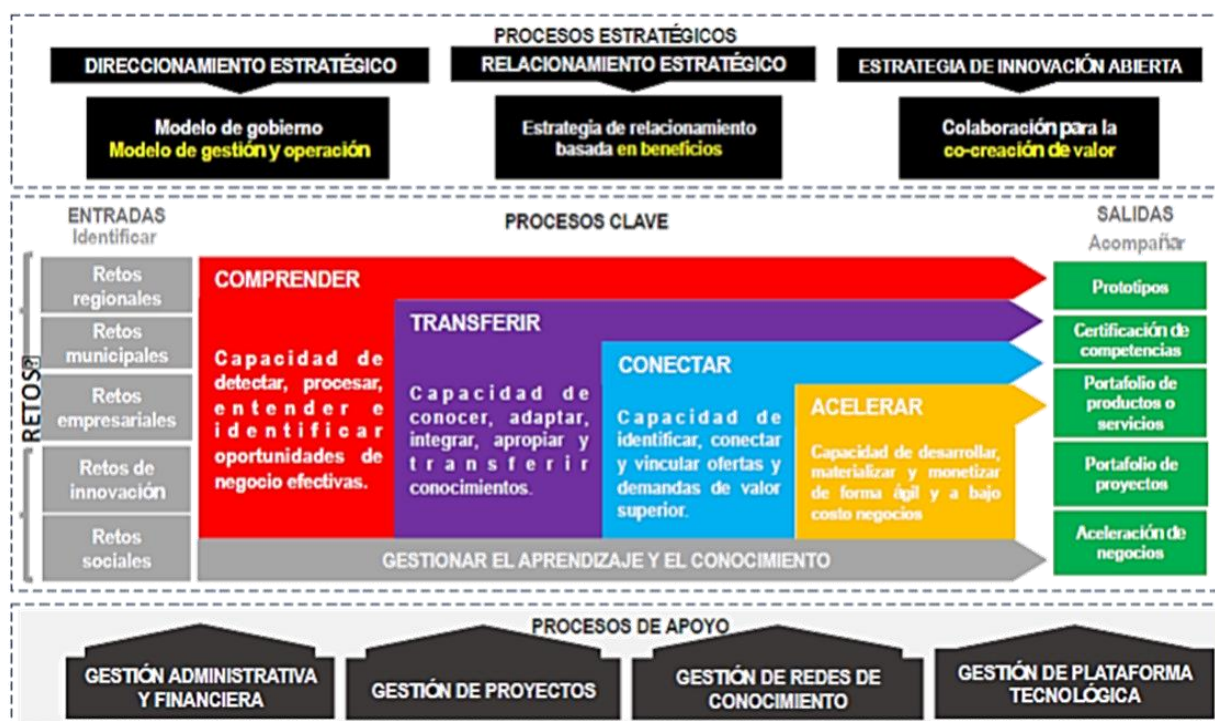 PROCESOS ESTRATÉGICOS
DIRECCIONAMIENTO ESTRATÉGICO
RELACIONAMIENTO ESTRATÉGICO
ESTRATEGIA DE INNOVACIÓN ABIERTA
Modelo de gobierno
Modelo de gestión y operación
Estrategia de relacionamiento
basada en beneficios
Colaboración para la
co-creación de valor
ENTRADAS
Identificar
PROCESOS CLAVE
SALIDAS
Acompañar
RETOS?
Retos
regionales
Retos
municipales
Retos
empresariales
Retos de
innovación
Retos
sociales
COMPRENDER
Capacidad de
detectar, procesar,
entender e
identificar
oportunidades de
negocio efectivas.
TRANSFERIR
Capacidad de
conocer, adaptar,
integrar, apropiar y
transferir
conocimientos.
CONECTAR
Capacidad de
identificar, conectar
y vincular ofertas y
demandas de valor
superior.
ACELERAR
Capacidad de desarrollar,
materializar y monetizar
de forma ágil y a bajo
costo negocios
GESTIONAR EL APRENDIZAJE Y EL CONOCIMIENTO
Prototipos
Certificación de
competencias
Portafolio de
productos o
servicios
Portafolio de
proyectos
Aceleración de
negocios
PROCESOS DE APOYO
GESTIÓN ADMINISTRATIVA
Y FINANCIERA
GESTIÓN DE PROYECTOS
GESTIÓN DE REDES DE
CONOCIMIENTO
GESTIÓN DE PLATAFORMA
TECNOLÓGICA